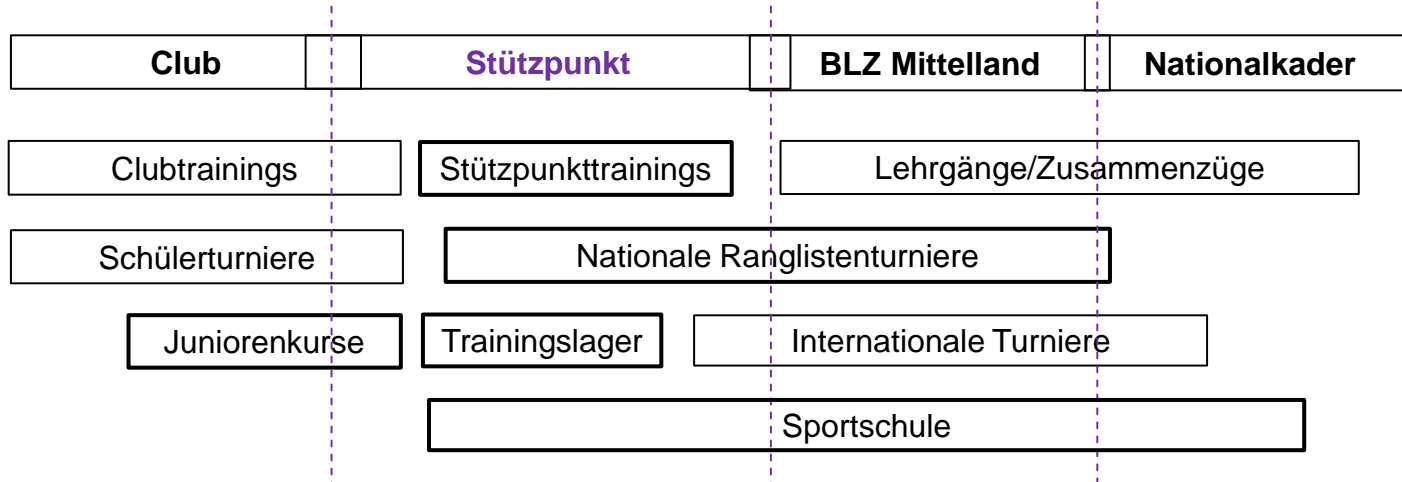 Club Stützpunkt BLZ Mittelland Nationalkader
Clubtrainings Stützpunkttrainings Lehrgänge/Zusammenzüge
Schülerturniere Nationale Ranglistenturniere
Juniorenkurse Trainingslager Internationale Turniere
Sportschule